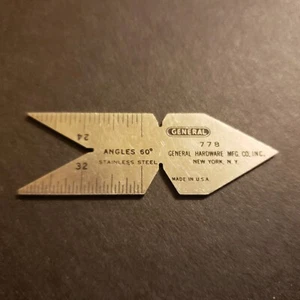 24
32
ANGLES 60°
STAINLESS STEEL
GENERAL
778
GENERAL HARDWARE MFG. CO., INC.
NEW YORK, N.Y.
MADE IN U.S.A.